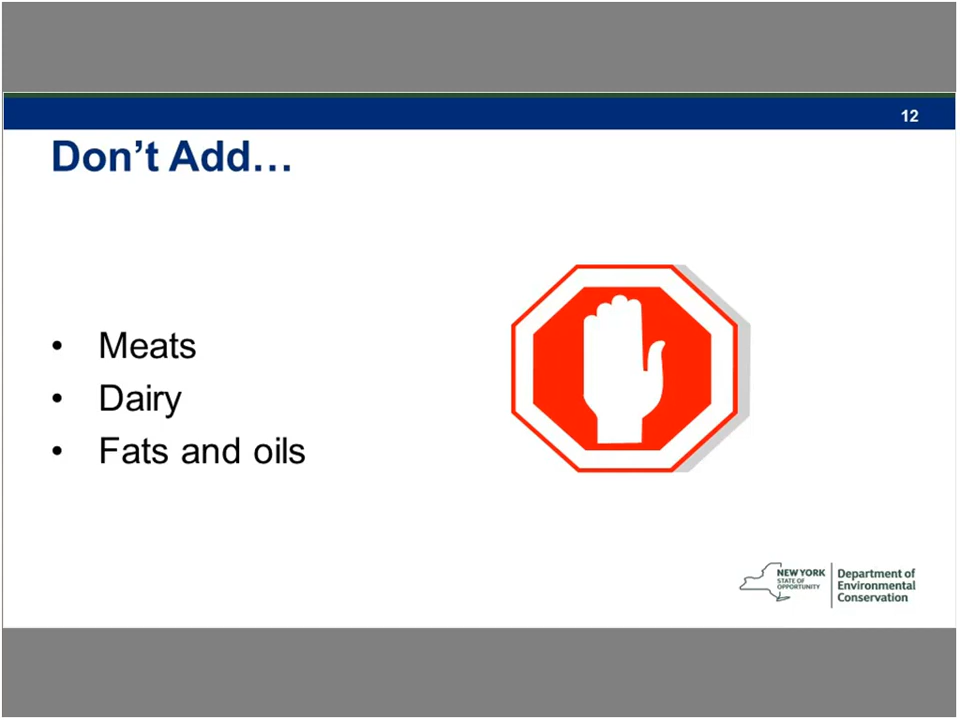 12
Don’t Add…
• Meats
• Dairy
• Fats and oils
NEW YORK
STATE OF
OPPORTUNITY
Department of
Environmental
Conservation